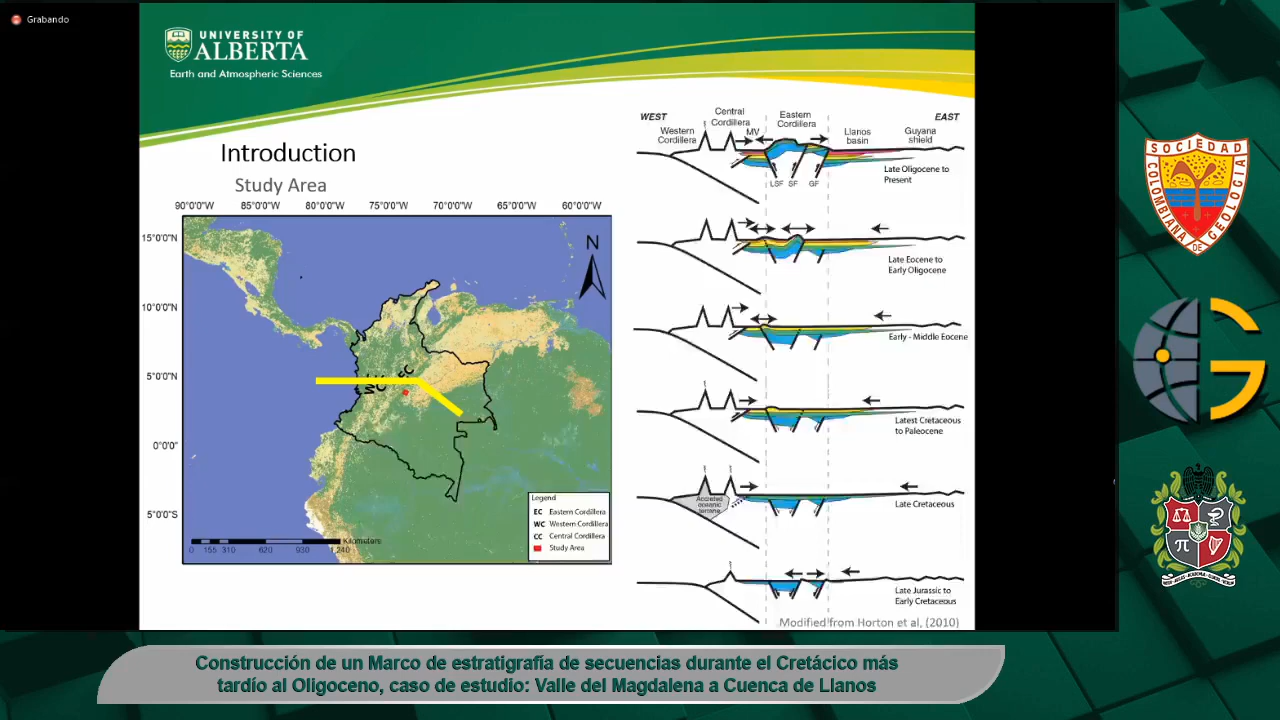 Grabando
UNIVERSITY OF
ALBERTA
Earth and Atmospheric Sciences
Introduction
Study Area
90°0'0"W 85°0'0"W 80°0'0"W 75°0'0"W 70°0'0"W 65°0'0"W 60°0'0"W
15°0'0"N
10°0'0"N
5°0'0"N
0°0'0"
5°0'0"S
N
WC
CC
Legend
EC Eastern Cordillera
WC Western Cordillera
CC Central Cordillera
Study Area
Kilometers
0 155 310 620 930 1,240
WEST
EAST
Western
Cordillera
Central
Cordillera
MV
Eastern
Cordillera
Llanos
basin
Guyana
shield
LSF SF GF
Late Oligocene to
Present
Late Eocene to
Early Oligocene
Early - Middle Eocene
Latest Cretaceous
to Paleocene
Accreted
oceanic
terrane
Late Cretaceous
Late Jurassic to
Early Cretaceous
Modified from Horton et al, (2010)
SOCIEDAD
COLOMBIANA
DE GEOLOGIA
G
π
Construcción de un Marco de estratigrafía de secuencias durante el Cretácico más
tardío al Oligoceno, caso de estudio: Valle del Magdalena a Cuenca de Llanos